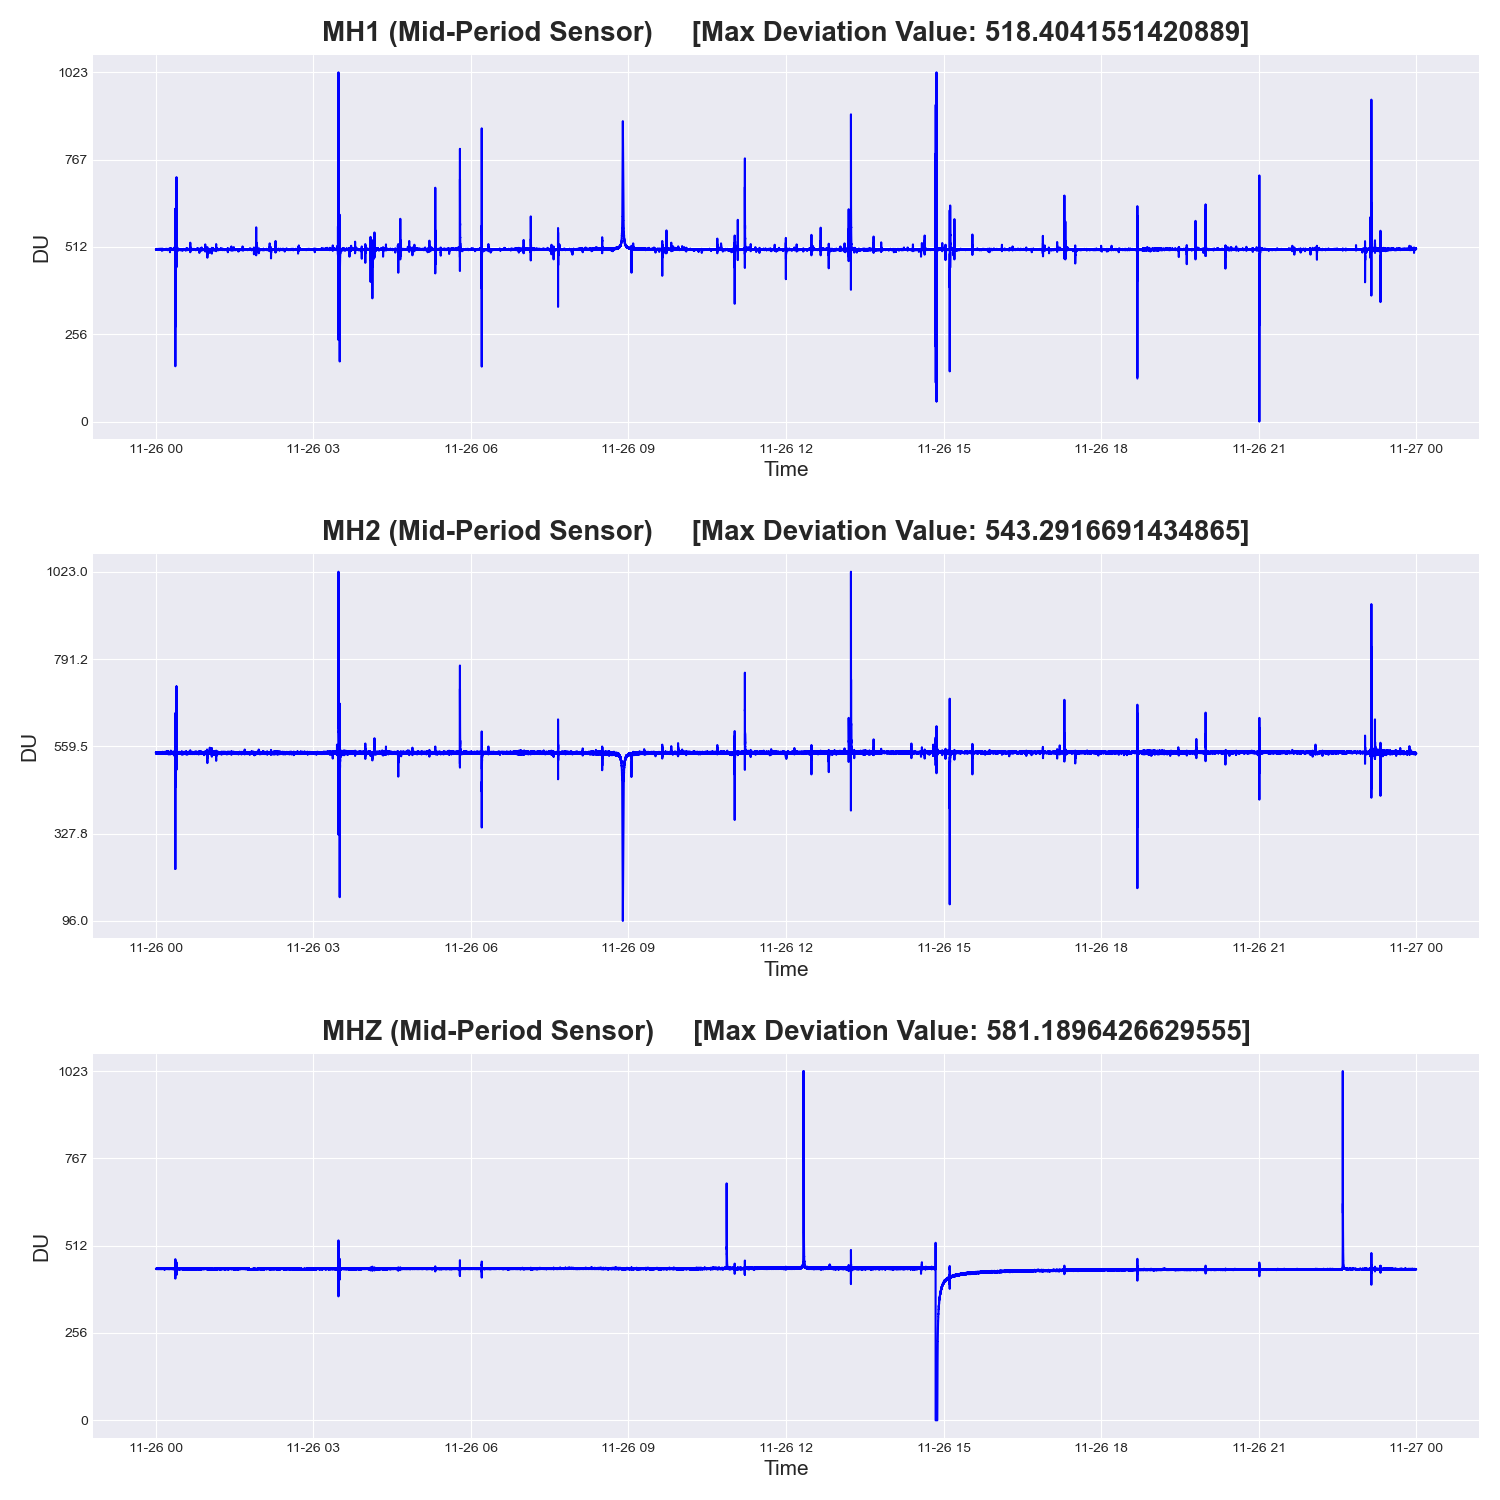 MH1 (Mid-Period Sensor) [Max Deviation Value: 518.4041551420889]
1023
767
512
256
0
DU
11-26 00 11-26 03 11-26 06 11-26 09 11-26 12 11-26 15 11-26 18 11-26 21 11-27 00
Time
MH2 (Mid-Period Sensor) [Max Deviation Value: 543.2916691434865]
1023.0
791.2
559.5
327.8
96.0
DU
11-26 00 11-26 03 11-26 06 11-26 09 11-26 12 11-26 15 11-26 18 11-26 21 11-27 00
Time
MHZ (Mid-Period Sensor) [Max Deviation Value: 581.1896426629555]
1023
767
512
256
0
DU
11-26 00 11-26 03 11-26 06 11-26 09 11-26 12 11-26 15 11-26 18 11-26 21 11-27 00
Time